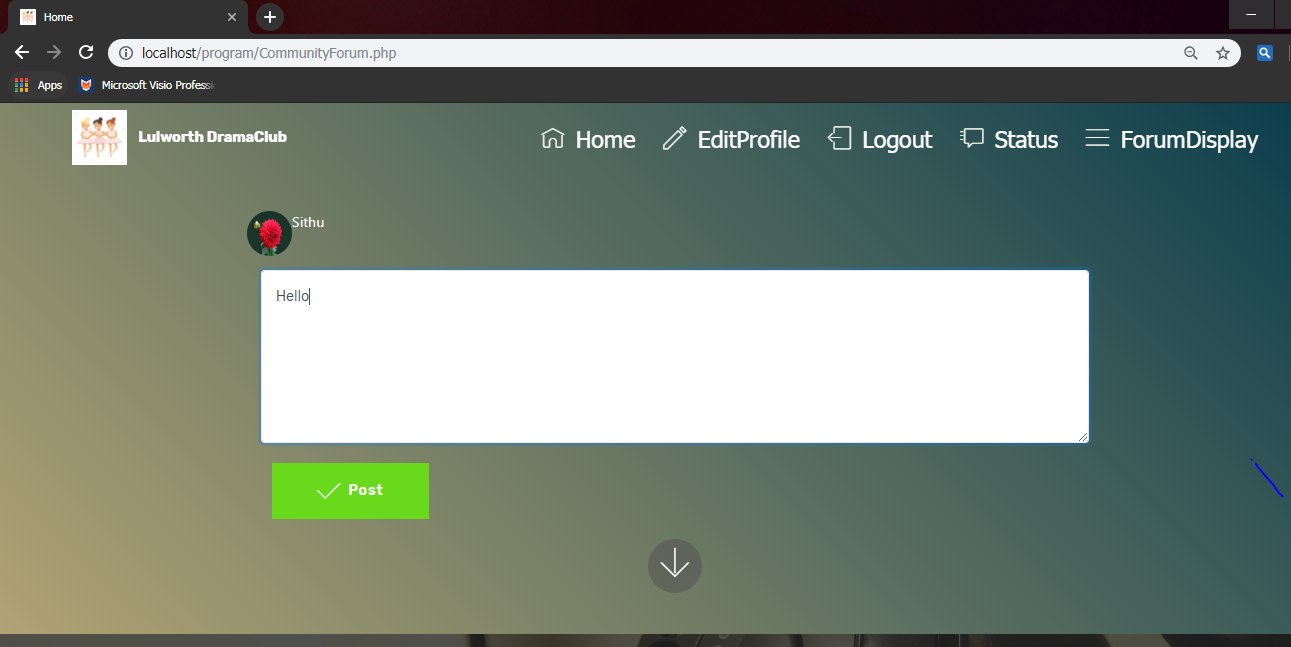 Home
localhost/program/CommunityForum.php
Apps
Microsoft Visio Professi
Lulworth DramaClub
Home
EditProfile
Logout
Status
ForumDisplay
Sithu
Hello
Post